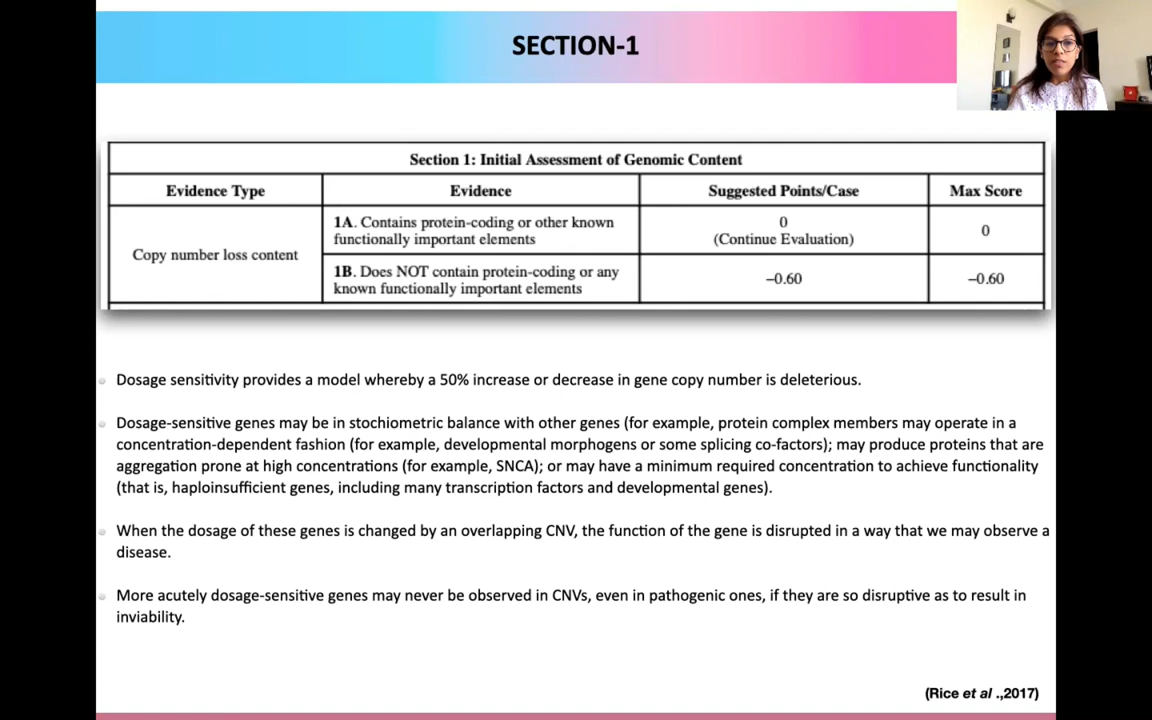 SECTION-1
Section 1: Initial Assessment of Genomic Content
Evidence Type Evidence Suggested Points/Case Max Score
Copy number loss content
1A. Contains protein-coding or other known
functionally important elements
0
(Continue Evaluation)
0
1B. Does NOT contain protein-coding or any
known functionally important elements
–0.60
–0.60
Dosage sensitivity provides a model whereby a 50% increase or decrease in gene copy number is deleterious.
Dosage-sensitive genes may be in stochiometric balance with other genes (for example, protein complex members may operate in a
concentration-dependent fashion (for example, developmental morphogens or some splicing co-factors); may produce proteins that are
aggregation prone at high concentrations (for example, SNCA); or may have a minimum required concentration to achieve functionality
(that is, haploinsufficient genes, including many transcription factors and developmental genes).
When the dosage of these genes is changed by an overlapping CNV, the function of the gene is disrupted in a way that we may observe a
disease.
More acutely dosage-sensitive genes may never be observed in CNVs, even in pathogenic ones, if they are so disruptive as to result in
inviability.
(Rice et al .,2017)